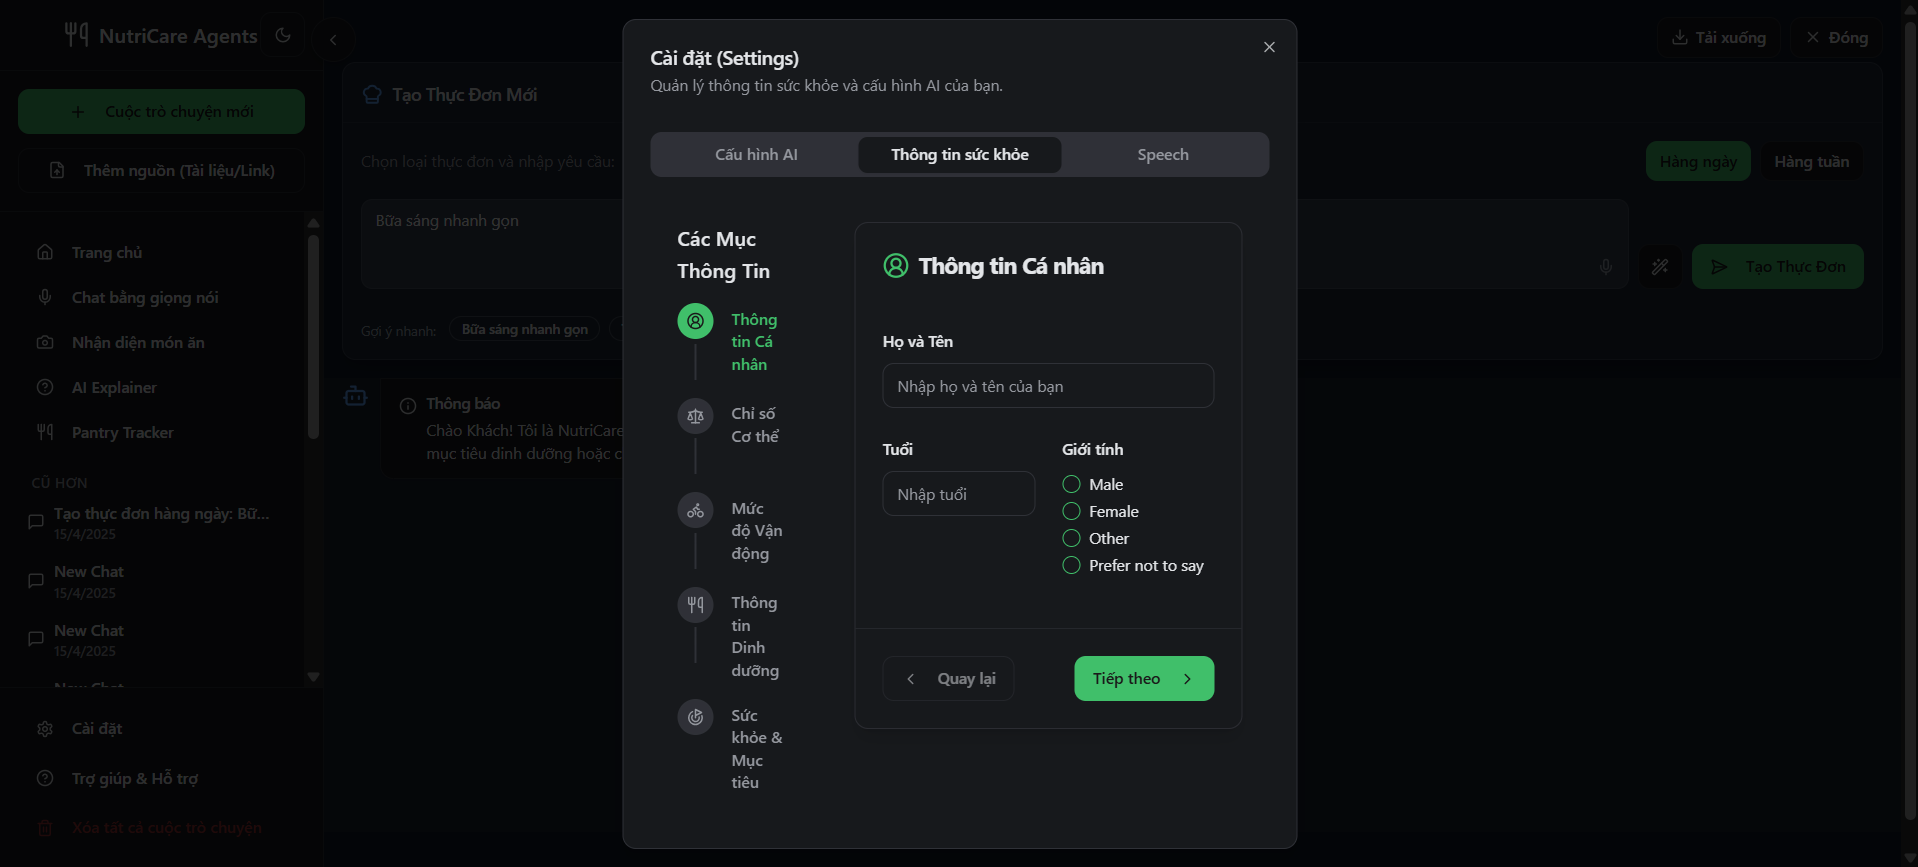 NutriCare Agents
Cuộc trò chuyện mới
Thêm nguồn (Tài liệu/Link)
Trang chủ
Chat bằng giọng nói
Nhận diện món ăn
AI Explainer
Pantry Tracker
CŨ HƠN
Tạo thực đơn hàng ngày: Bữ...
15/4/2025
New Chat
15/4/2025
New Chat
15/4/2025
New Chat
Cài đặt
Trợ giúp & Hỗ trợ
Xóa tất cả cuộc trò chuyện
Tải xuống
Đóng
Tạo Thực Đơn Mới
Chọn loại thực đơn và nhập yêu cầu:
Hàng ngày
Hàng tuần
Bữa sáng nhanh gọn
Tạo Thực Đơn
Gợi ý nhanh:
Bữa sáng nhanh gọn
Thông báo
Chào Khách! Tôi là NutriCare
mục tiêu dinh dưỡng hoặc c
Cài đặt (Settings)
Quản lý thông tin sức khỏe và cấu hình AI của bạn.
Cấu hình AI
Thông tin sức khỏe
Speech
Các Mục
Thông Tin
Thông
tin Cá
nhân
Chỉ số
Cơ thể
Mức
độ Vận
động
Thông
tin
Dinh
dưỡng
Sức
khỏe &
Mục
tiêu
Thông tin Cá nhân
Họ và Tên
Nhập họ và tên của bạn
Tuổi
Nhập tuổi
Giới tính
Male
Female
Other
Prefer not to say
Quay lại
Tiếp theo